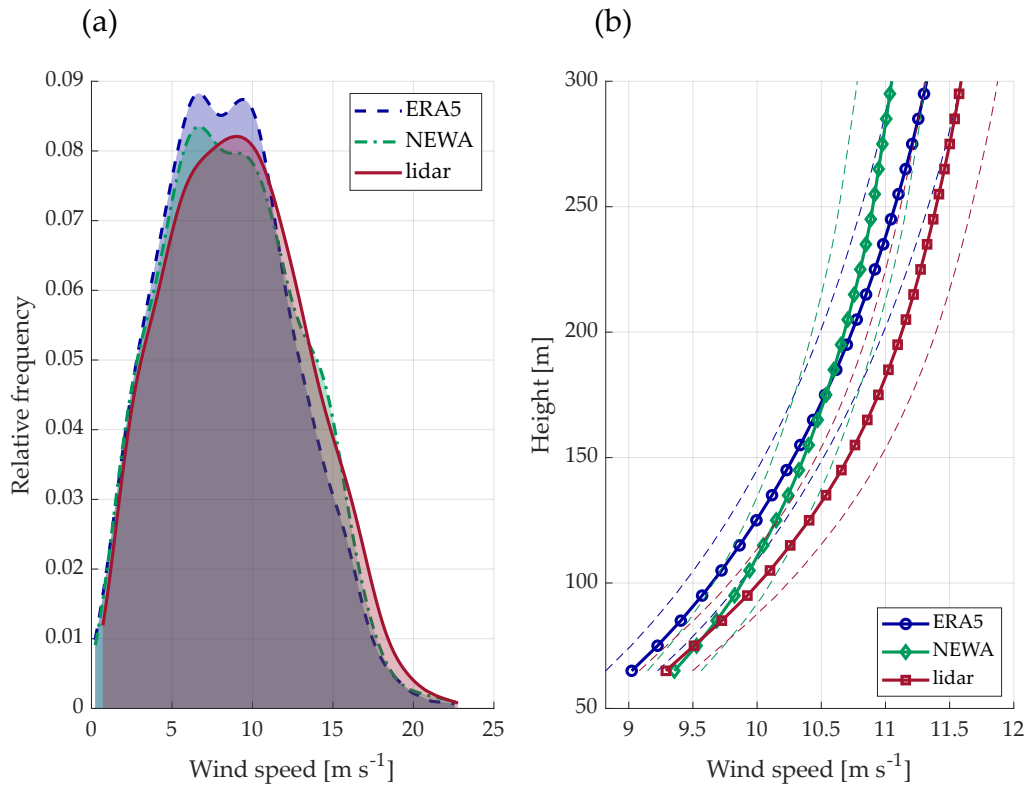 (a)
Relative frequency
0.09
0.08
0.07
0.06
0.05
0.04
0.03
0.02
0.01
0
0
5
10
15
20
25
Wind speed [m s⁻¹]
ERA5
NEWA
lidar
(b)
Height [m]
300
250
200
150
100
50
9
9.5
10
10.5
11
11.5
12
Wind speed [m s⁻¹]
ERA5
NEWA
lidar